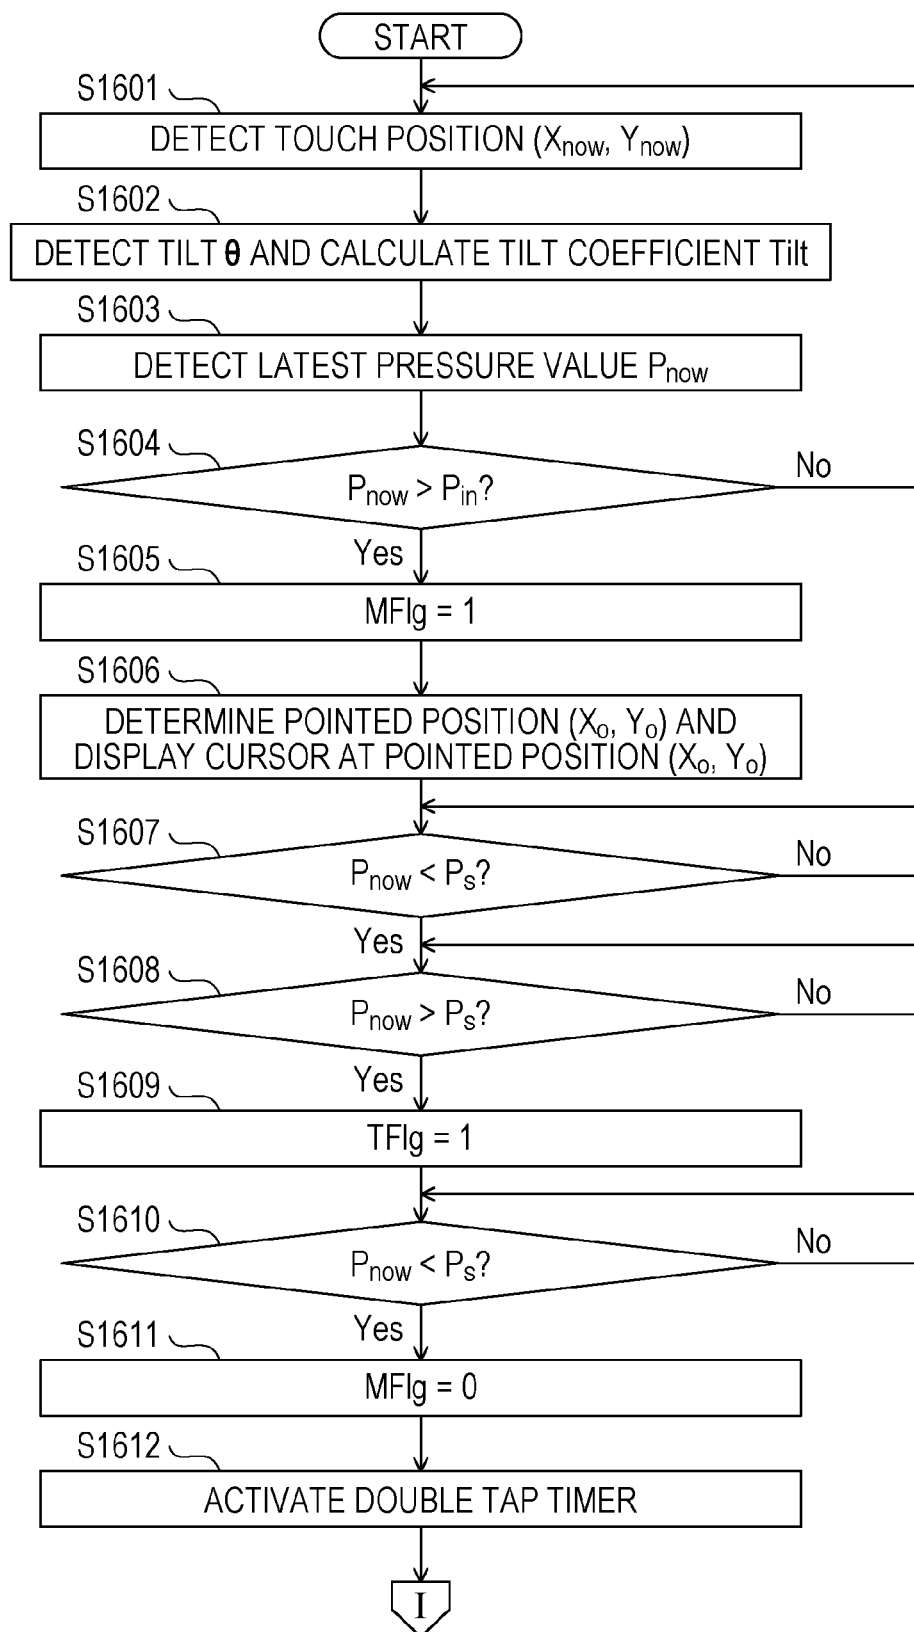 START
S1601
DETECT TOUCH POSITION (Xnow, Ynow)
S1602
DETECT TILT θ AND CALCULATE TILT COEFFICIENT Tilt
S1603
DETECT LATEST PRESSURE VALUE Pnow
S1604
Pnow > Pin?
No
Yes
S1605
MFlg = 1
S1606
DETERMINE POINTED POSITION (Xo, Yo) AND
DISPLAY CURSOR AT POINTED POSITION (Xo, Yo)
S1607
Pnow < Ps?
No
Yes
S1608
Pnow > Ps?
No
Yes
S1609
TFlg = 1
S1610
Pnow < Ps?
No
Yes
S1611
MFlg = 0
S1612
ACTIVATE DOUBLE TAP TIMER
I